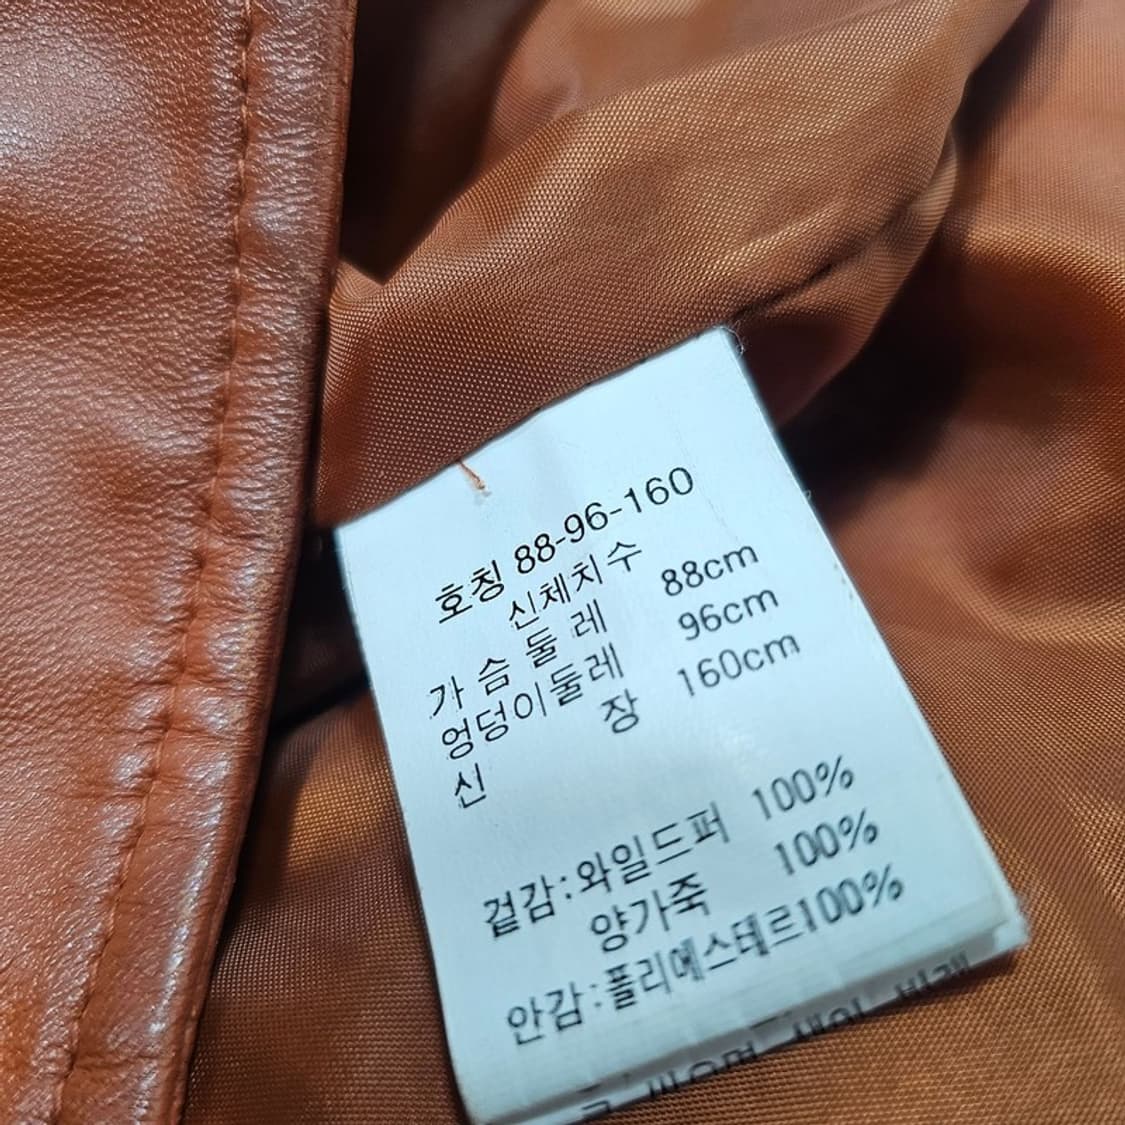 호칭 88-96-160
신체치수
가 슴 둘 레 88cm
엉덩이둘레 96cm
신 장 160cm
겉감:와일드퍼 100%
양가죽 100%
안감:폴리에스테르100%